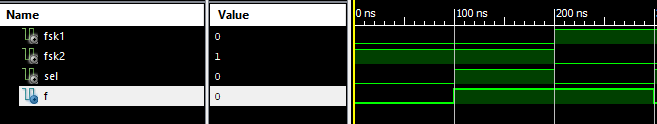 Name Value 0 ns 100 ns 200 ns
fsk1 0
fsk2 1
sel 0
f 0